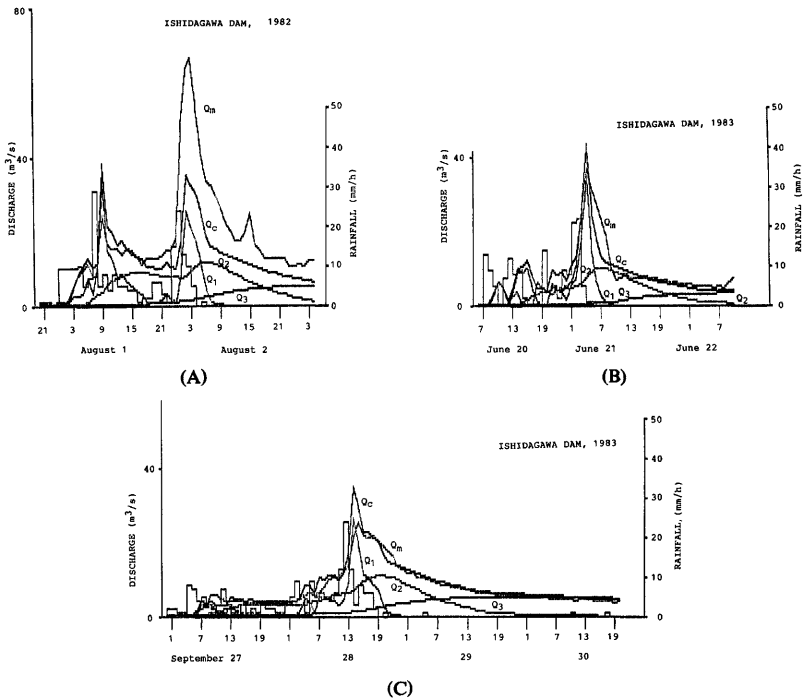 ISHIDAGAWA DAM, 1982
80
40
0
DISCHARGE (m³/s)
Qm
Qc
Q2
Q1
Q3
50
40
30
20
10
0
RAINFALL (mm/h)
21 3 9 15 21 3 9 15 21 3
August 1 August 2
(A)
ISHIDAGAWA DAM, 1983
40
0
DISCHARGE (m³/s)
Qm
Qc
Q1
Q3
Q2
50
40
30
20
10
0
RAINFALL (mm/h)
7 13 19 1 7 13 19 1 7
June 20 June 21 June 22
(B)
ISHIDAGAWA DAM, 1983
40
0
DISCHARGE (m³/s)
Qc
Qm
Q1
Q2
Q3
50
40
30
20
10
0
RAINFALL, (mm/h)
1 7 13 19 1 7 13 19 1 7 13 19 1 7 13 19
September 27 28 29 30
(C)